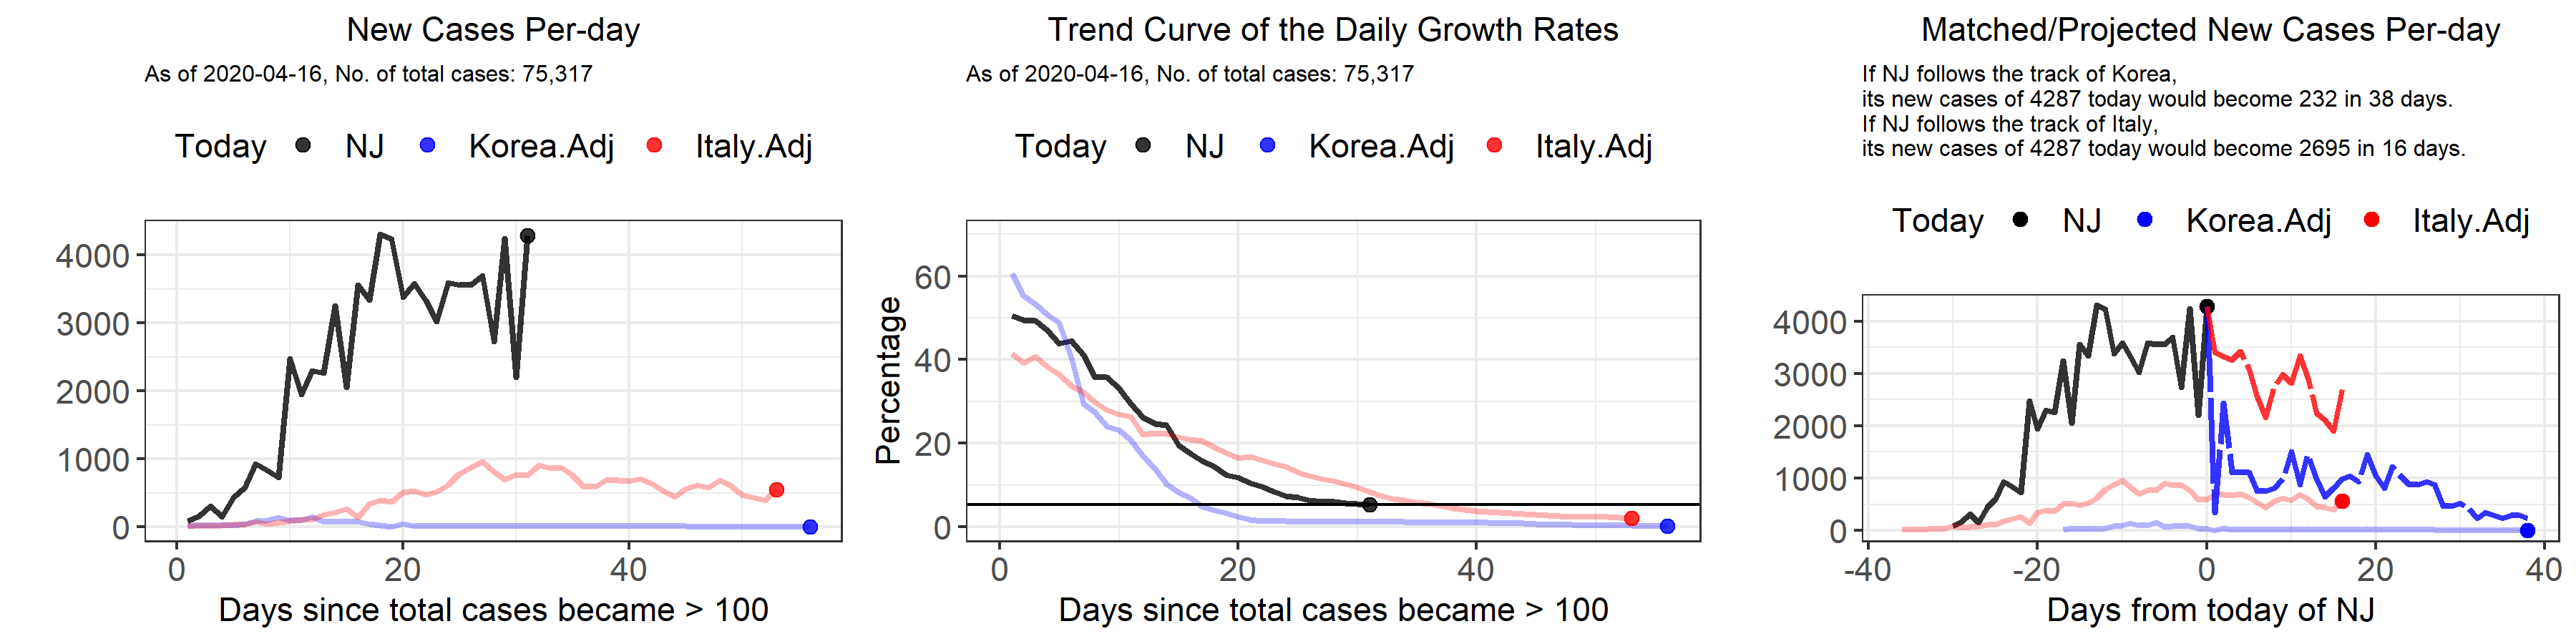 New Cases Per-day
As of 2020-04-16, No. of total cases: 75,317
Today NJ Korea.Adj Italy.Adj
4000
3000
2000
1000
0
0 20 40
Days since total cases became > 100
Trend Curve of the Daily Growth Rates
As of 2020-04-16, No. of total cases: 75,317
Today NJ Korea.Adj Italy.Adj
Percentage
60
40
20
0
0 20 40
Days since total cases became > 100
Matched/Projected New Cases Per-day
If NJ follows the track of Korea,
its new cases of 4287 today would become 232 in 38 days.
If NJ follows the track of Italy,
its new cases of 4287 today would become 2695 in 16 days.
Today NJ Korea.Adj Italy.Adj
4000
3000
2000
1000
0
-40 -20 0 20 40
Days from today of NJ